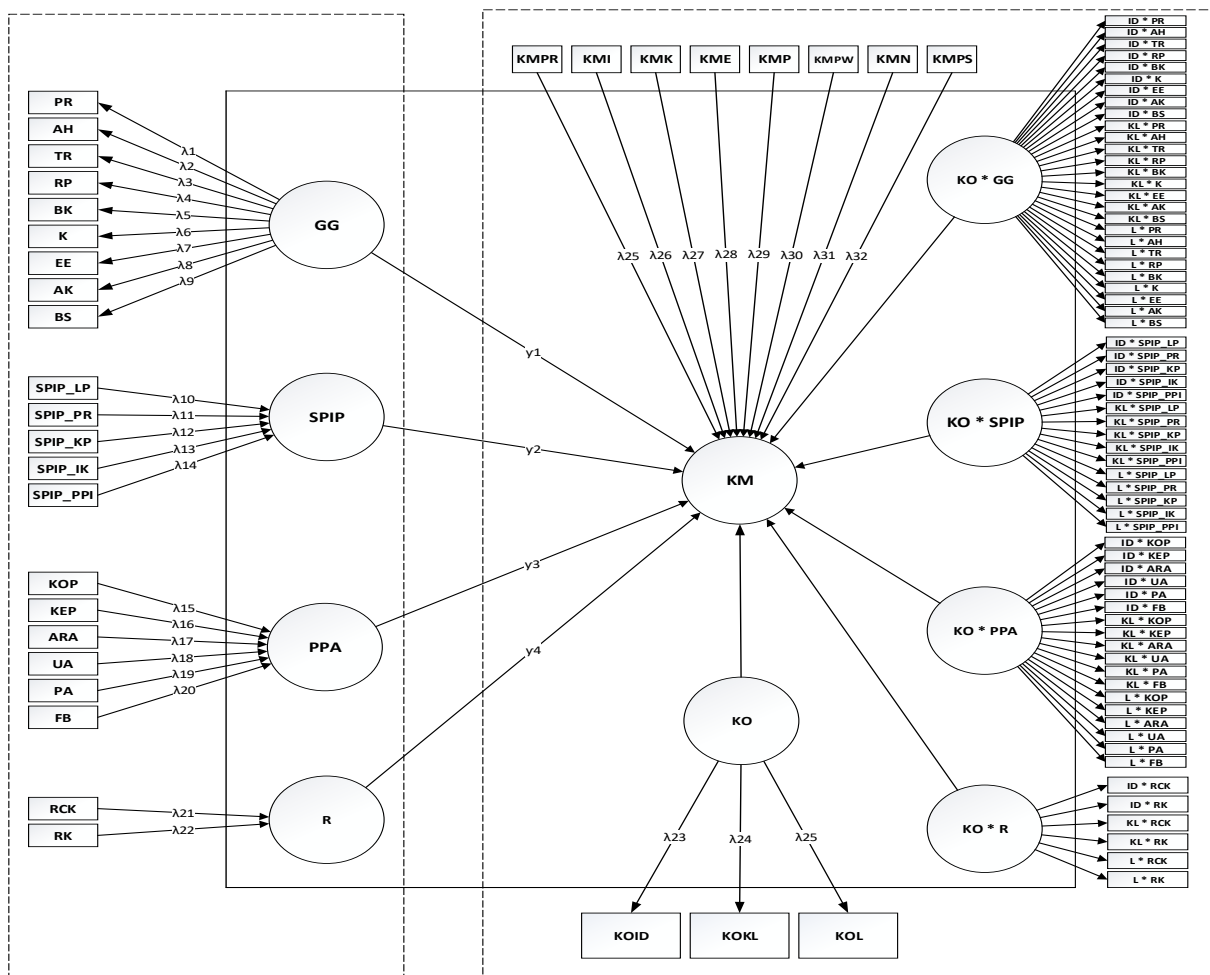 PR
AH
TR
RP
BK
K
EE
AK
BS
λ1
λ2
λ3
λ4
λ5
λ6
λ7
λ8
λ9
GG
SPIP_LP
SPIP_PR
SPIP_KP
SPIP_IK
SPIP_PPI
λ10
λ11
λ12
λ13
λ14
SPIP
KOP
KEP
ARA
UA
PA
FB
λ15
λ16
λ17
λ18
λ19
λ20
PPA
RCK
RK
λ21
λ22
R
γ1
γ2
γ3
γ4
KMPR
KMI
KMK
KME
KMP
KMPW
KMN
KMPS
λ25
λ26
λ27
λ28
λ29
λ30
λ31
λ32
KM
KO
λ23
λ24
λ25
KOID
KOKL
KOL
KO * GG
ID * PR
ID * AH
ID * TR
ID * RP
ID * BK
ID * K
ID * EE
ID * AK
ID * BS
KL * PR
KL * AH
KL * TR
KL * RP
KL * BK
KL * K
KL * EE
KL * AK
KL * BS
L * PR
L * AH
L * TR
L * RP
L * BK
L * K
L * EE
L * AK
L * BS
KO * SPIP
ID * SPIP_LP
ID * SPIP_PR
ID * SPIP_KP
ID * SPIP_IK
ID * SPIP_PPI
KL * SPIP_LP
KL * SPIP_PR
KL * SPIP_KP
KL * SPIP_IK
KL * SPIP_PPI
L * SPIP_LP
L * SPIP_PR
L * SPIP_KP
L * SPIP_IK
L * SPIP_PPI
KO * PPA
ID * KOP
ID * KEP
ID * ARA
ID * UA
ID * PA
ID * FB
KL * KOP
KL * KEP
KL * ARA
KL * UA
KL * PA
KL * FB
L * KOP
L * KEP
L * ARA
L * UA
L * PA
L * FB
KO * R
ID * RCK
ID * RK
KL * RCK
KL * RK
L * RCK
L * RK